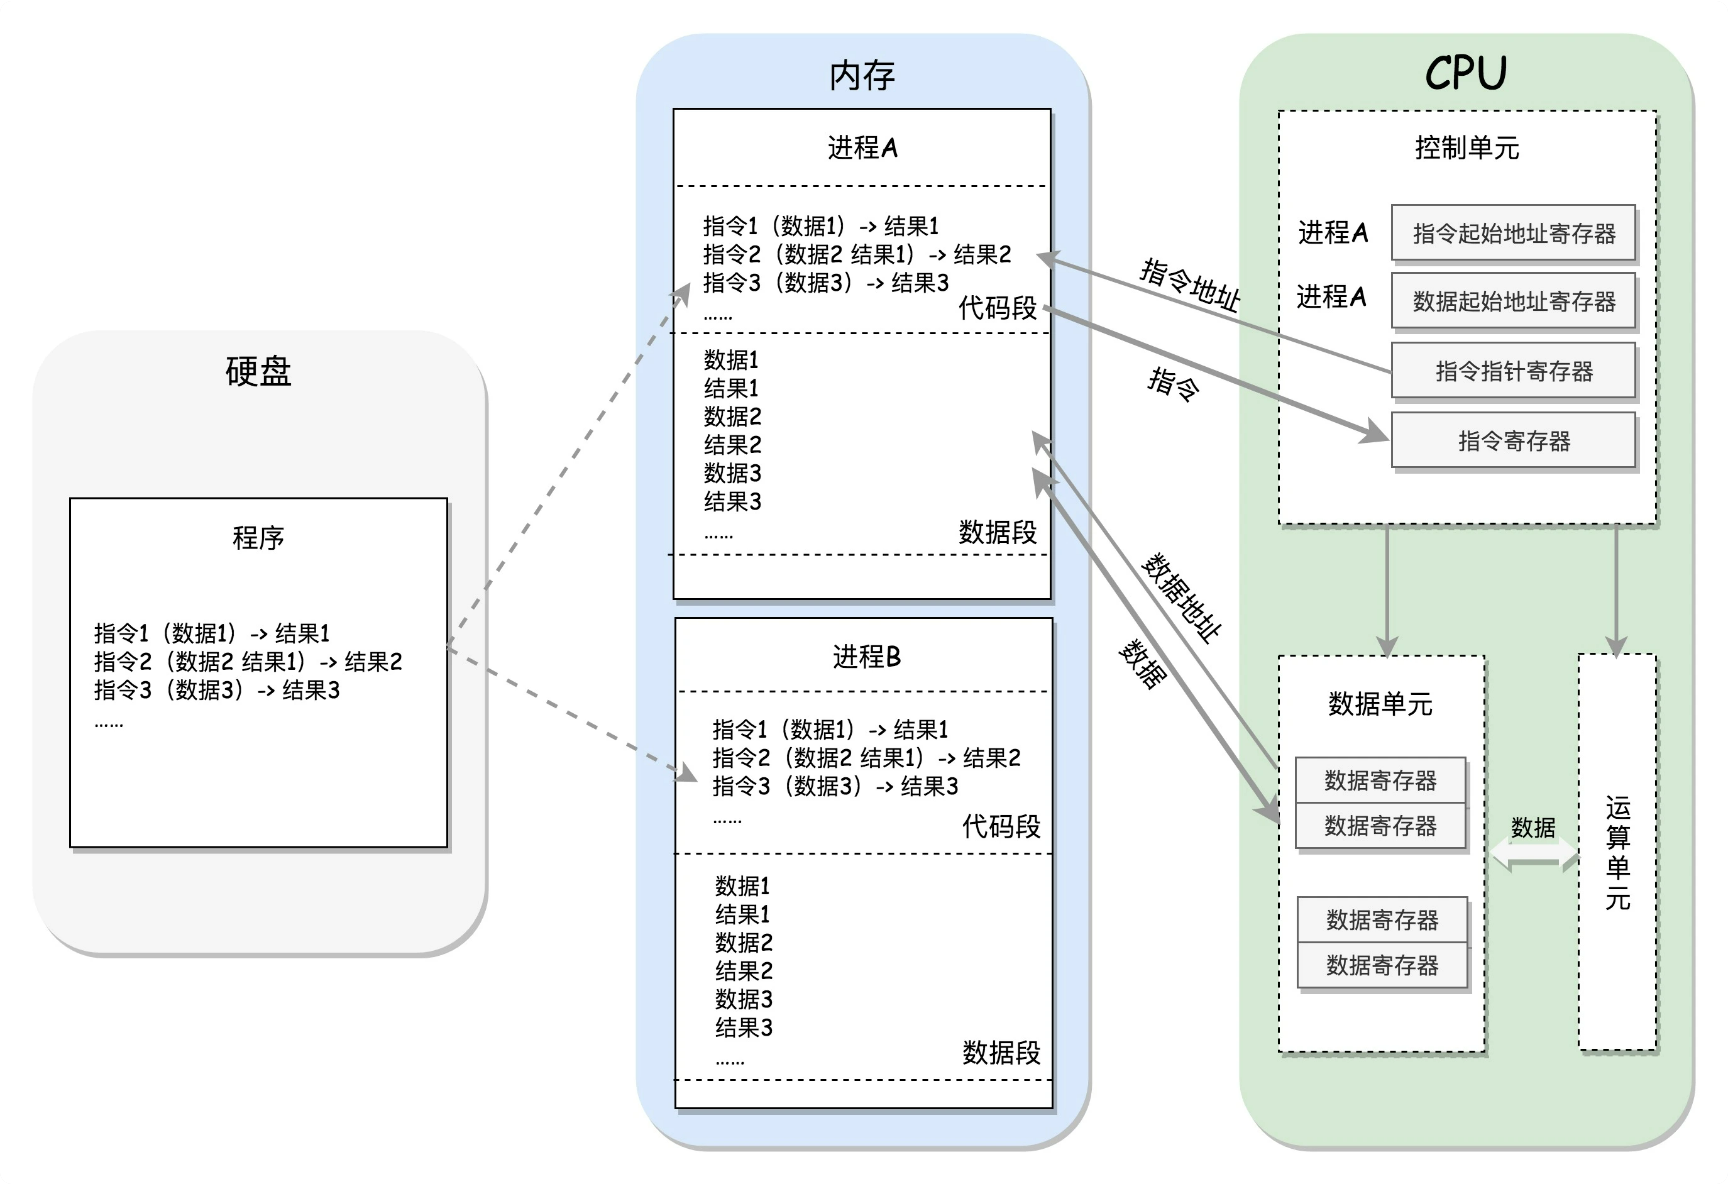 硬盘
程序
指令1（数据1）-> 结果1
指令2（数据2 结果1）-> 结果2
指令3（数据3）-> 结果3
……
内存
进程A
指令1（数据1）-> 结果1
指令2（数据2 结果1）-> 结果2
指令3（数据3）-> 结果3
……
代码段
数据1
结果1
数据2
结果2
数据3
结果3
……
数据段
进程B
指令1（数据1）-> 结果1
指令2（数据2 结果1）-> 结果2
指令3（数据3）-> 结果3
……
代码段
数据1
结果1
数据2
结果2
数据3
结果3
……
数据段
指令地址
指令
数据地址
数据
CPU
控制单元
进程A 指令起始地址寄存器
进程A 数据起始地址寄存器
指令指针寄存器
指令寄存器
数据单元
数据寄存器
数据寄存器
数据寄存器
数据寄存器
数据
运算单元